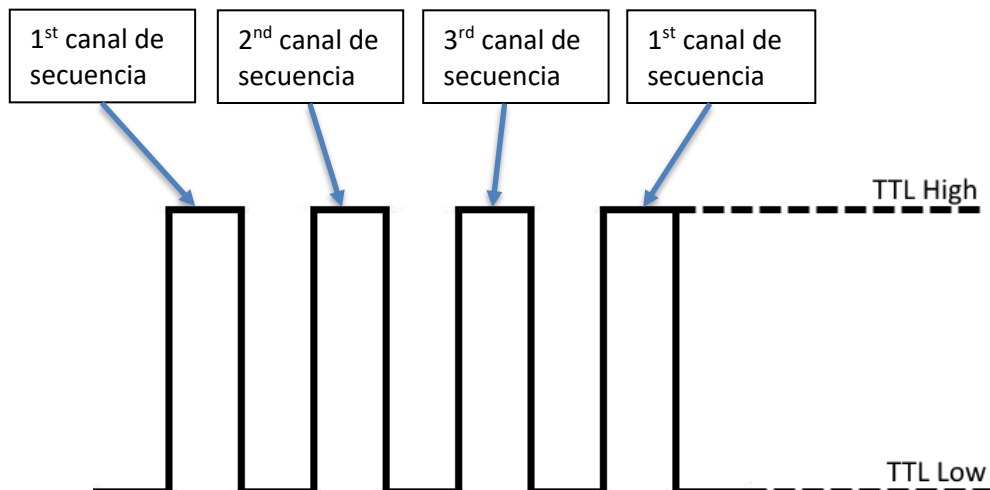 1st canal de
secuencia
2nd canal de
secuencia
3rd canal de
secuencia
1st canal de
secuencia
TTL High
TTL Low